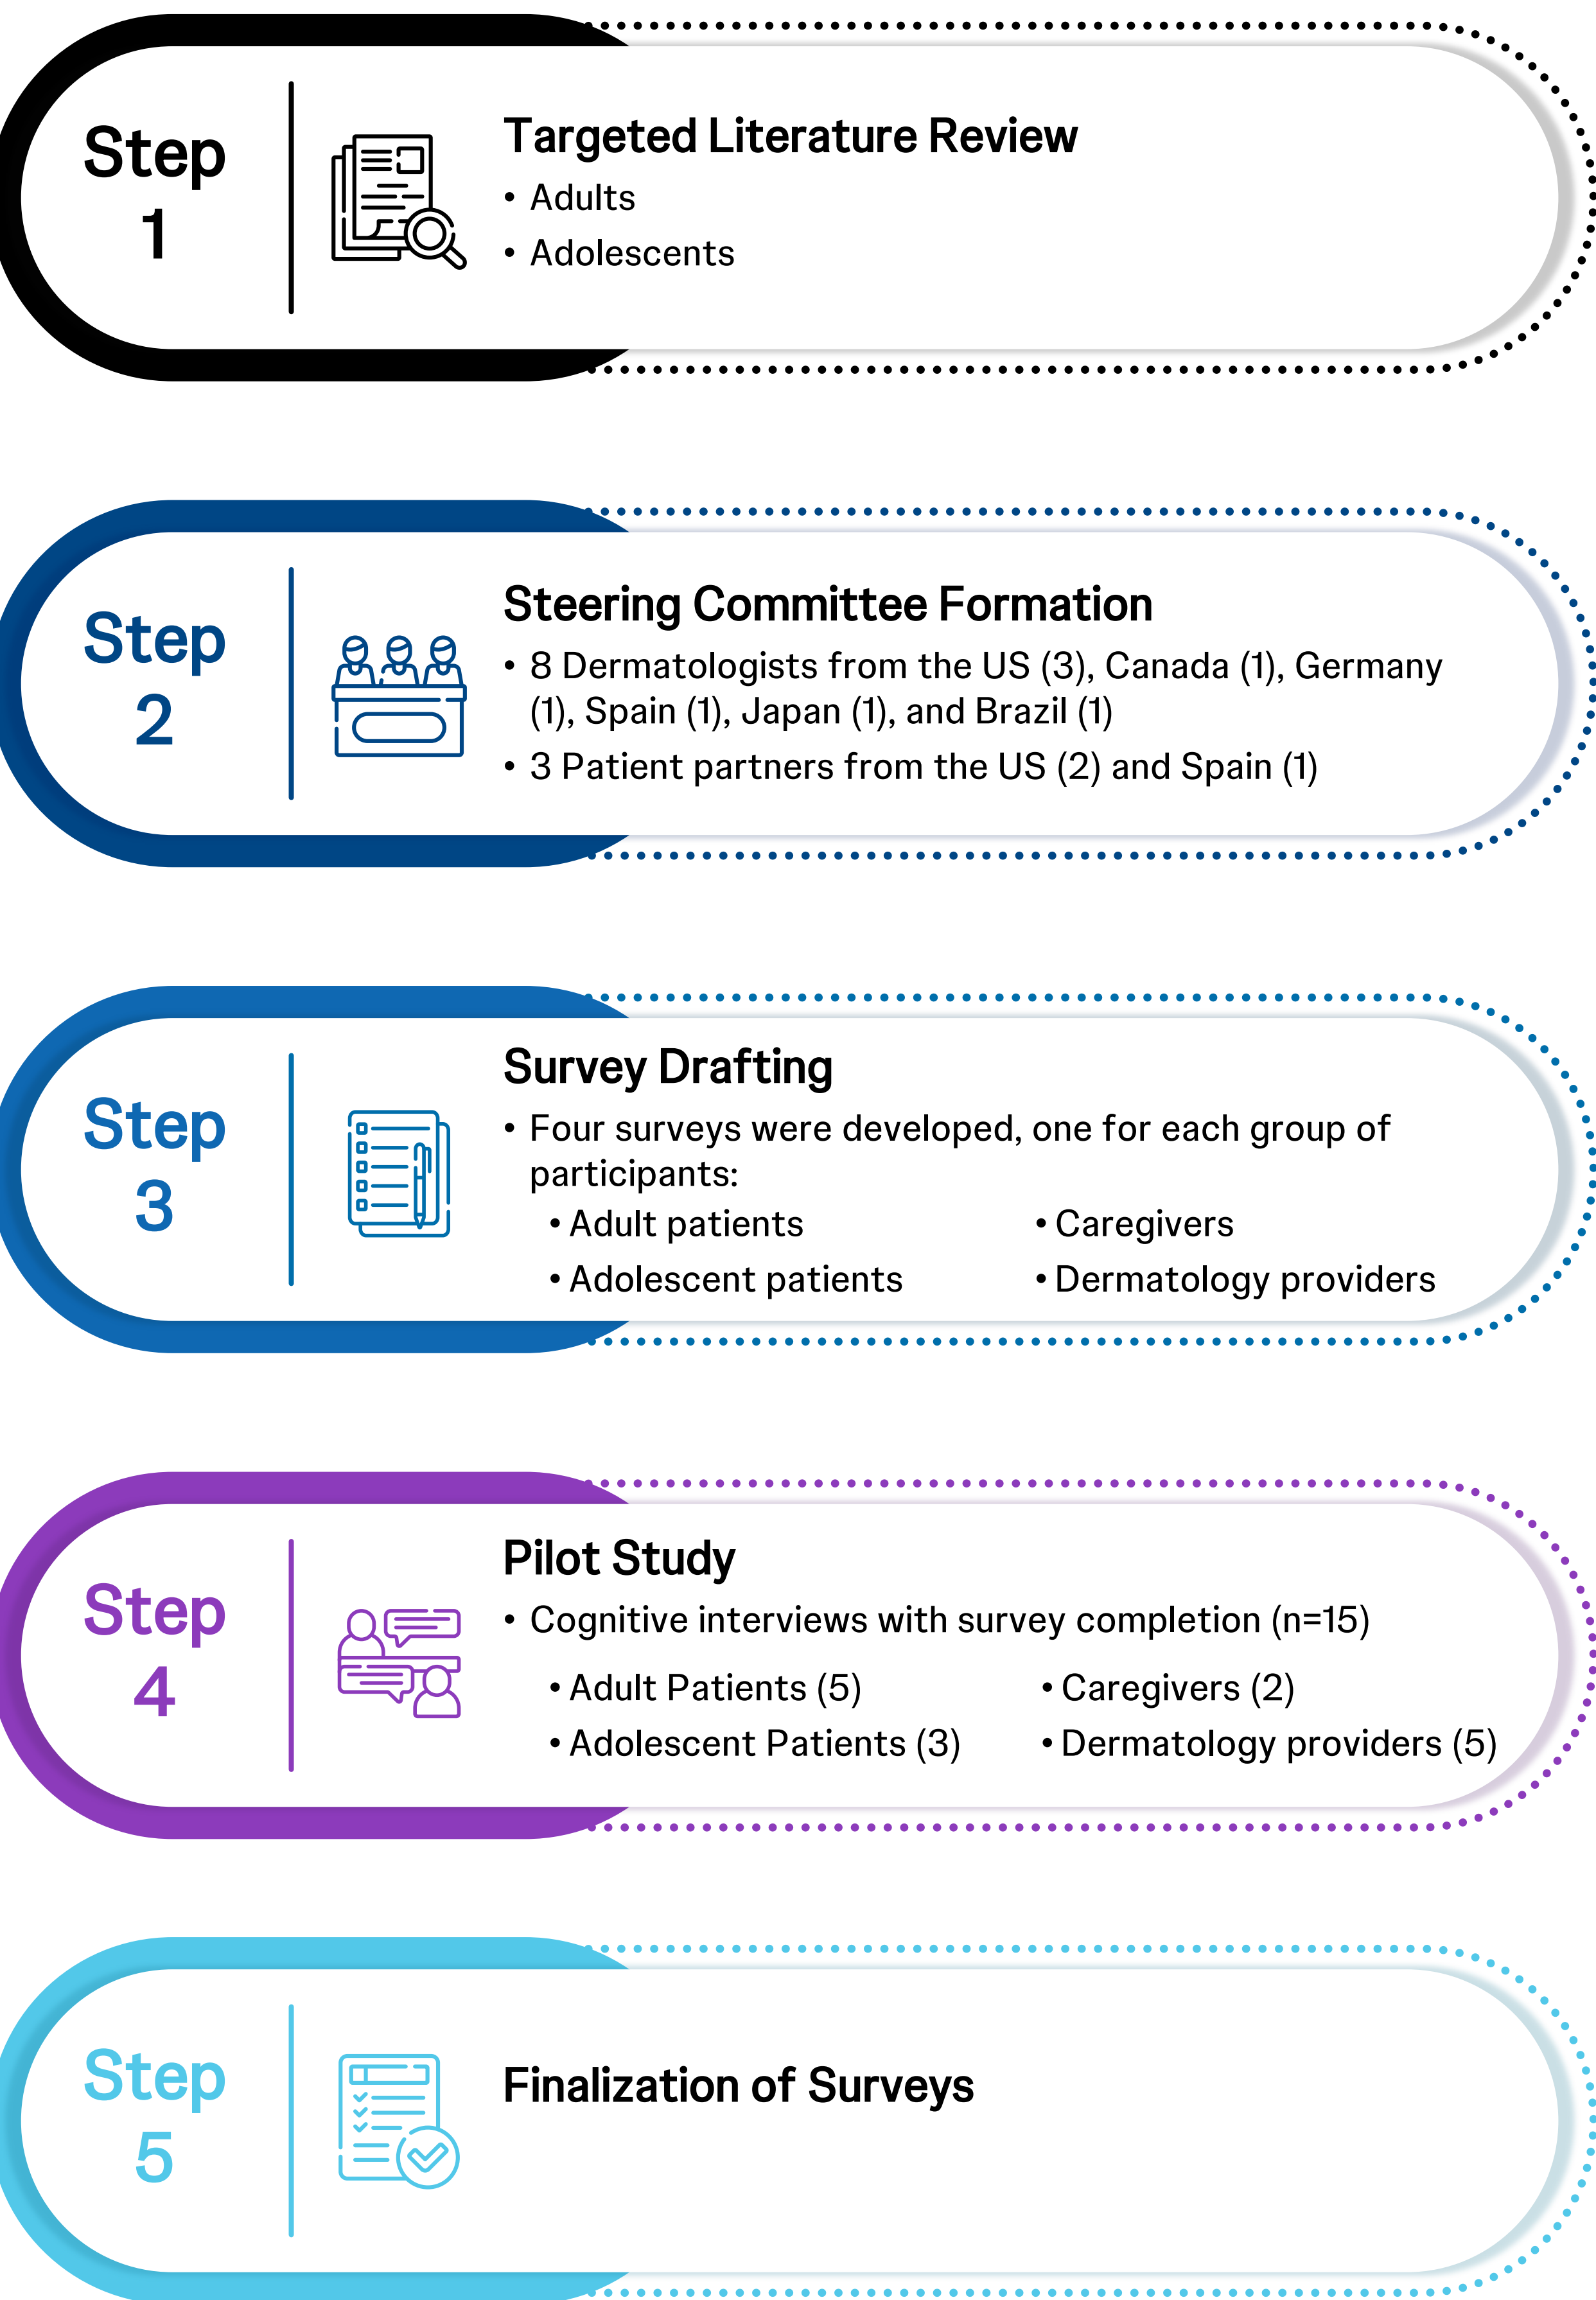 Step
1
Targeted Literature Review
• Adults
• Adolescents
Step
2
Steering Committee Formation
• 8 Dermatologists from the US (3), Canada (1), Germany
(1), Spain (1), Japan (1), and Brazil (1)
• 3 Patient partners from the US (2) and Spain (1)
Step
3
Survey Drafting
• Four surveys were developed, one for each group of
participants:
• Adult patients
• Adolescent patients
• Caregivers
• Dermatology providers
Step
4
Pilot Study
• Cognitive interviews with survey completion (n=15)
• Adult Patients (5)
• Adolescent Patients (3)
• Caregivers (2)
• Dermatology providers (5)
Step
5
Finalization of Surveys